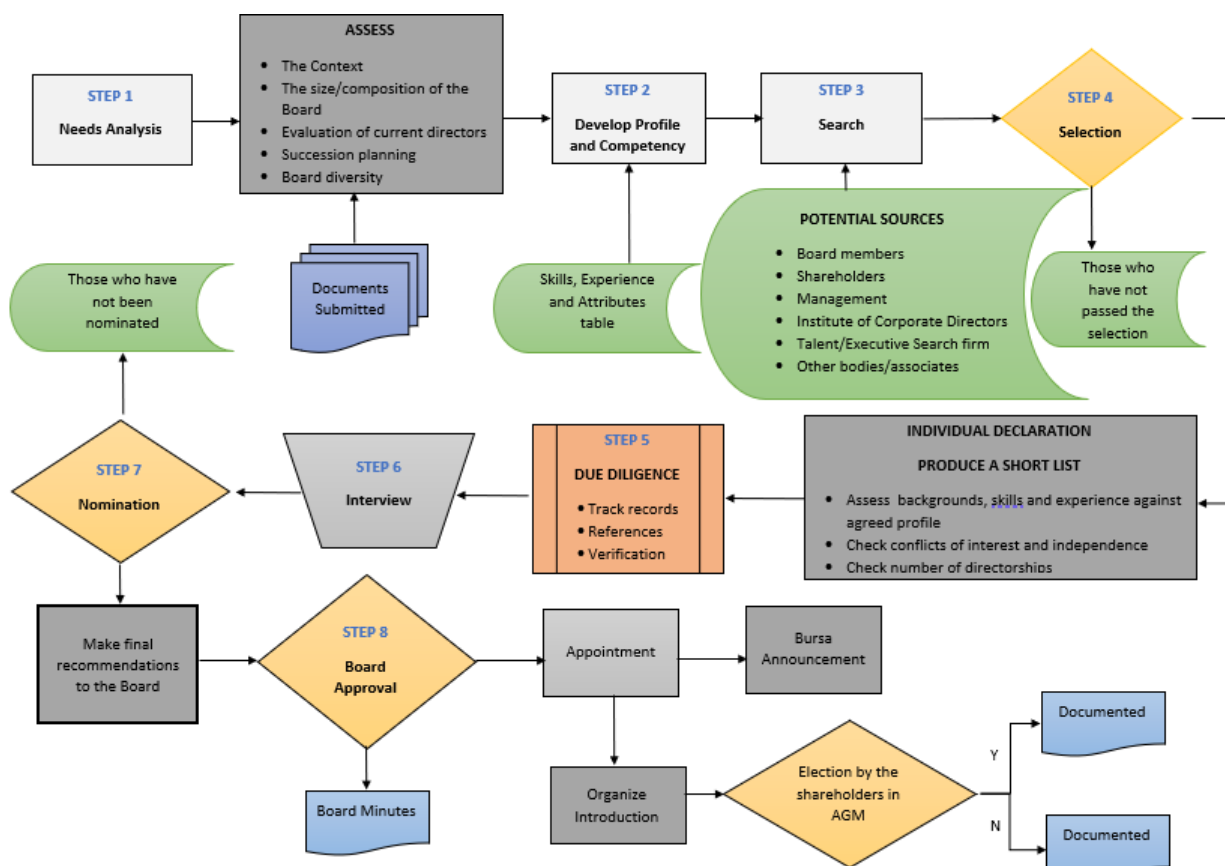 STEP 1
Needs Analysis
ASSESS
• The Context
• The size/composition of the
Board
• Evaluation of current directors
• Succession planning
• Board diversity
STEP 2
Develop Profile
and Competency
STEP 3
Search
STEP 4
Selection
Those who have
not been
nominated
Documents
Submitted
Skills, Experience
and Attributes
table
POTENTIAL SOURCES
• Board members
• Shareholders
• Management
• Institute of Corporate Directors
• Talent/Executive Search firm
• Other bodies/associates
Those who
have not
passed the
selection
STEP 7
Nomination
STEP 6
Interview
STEP 5
DUE DILIGENCE
• Track records
• References
• Verification
INDIVIDUAL DECLARATION
PRODUCE A SHORT LIST
• Assess backgrounds, skills and experience against
agreed profile
• Check conflicts of interest and independence
• Check number of directorships
Make final
recommendations
to the Board
STEP 8
Board
Approval
Appointment
Bursa
Announcement
Board Minutes
Organize
Introduction
Election by the
shareholders in
AGM
Y
N
Documented
Documented